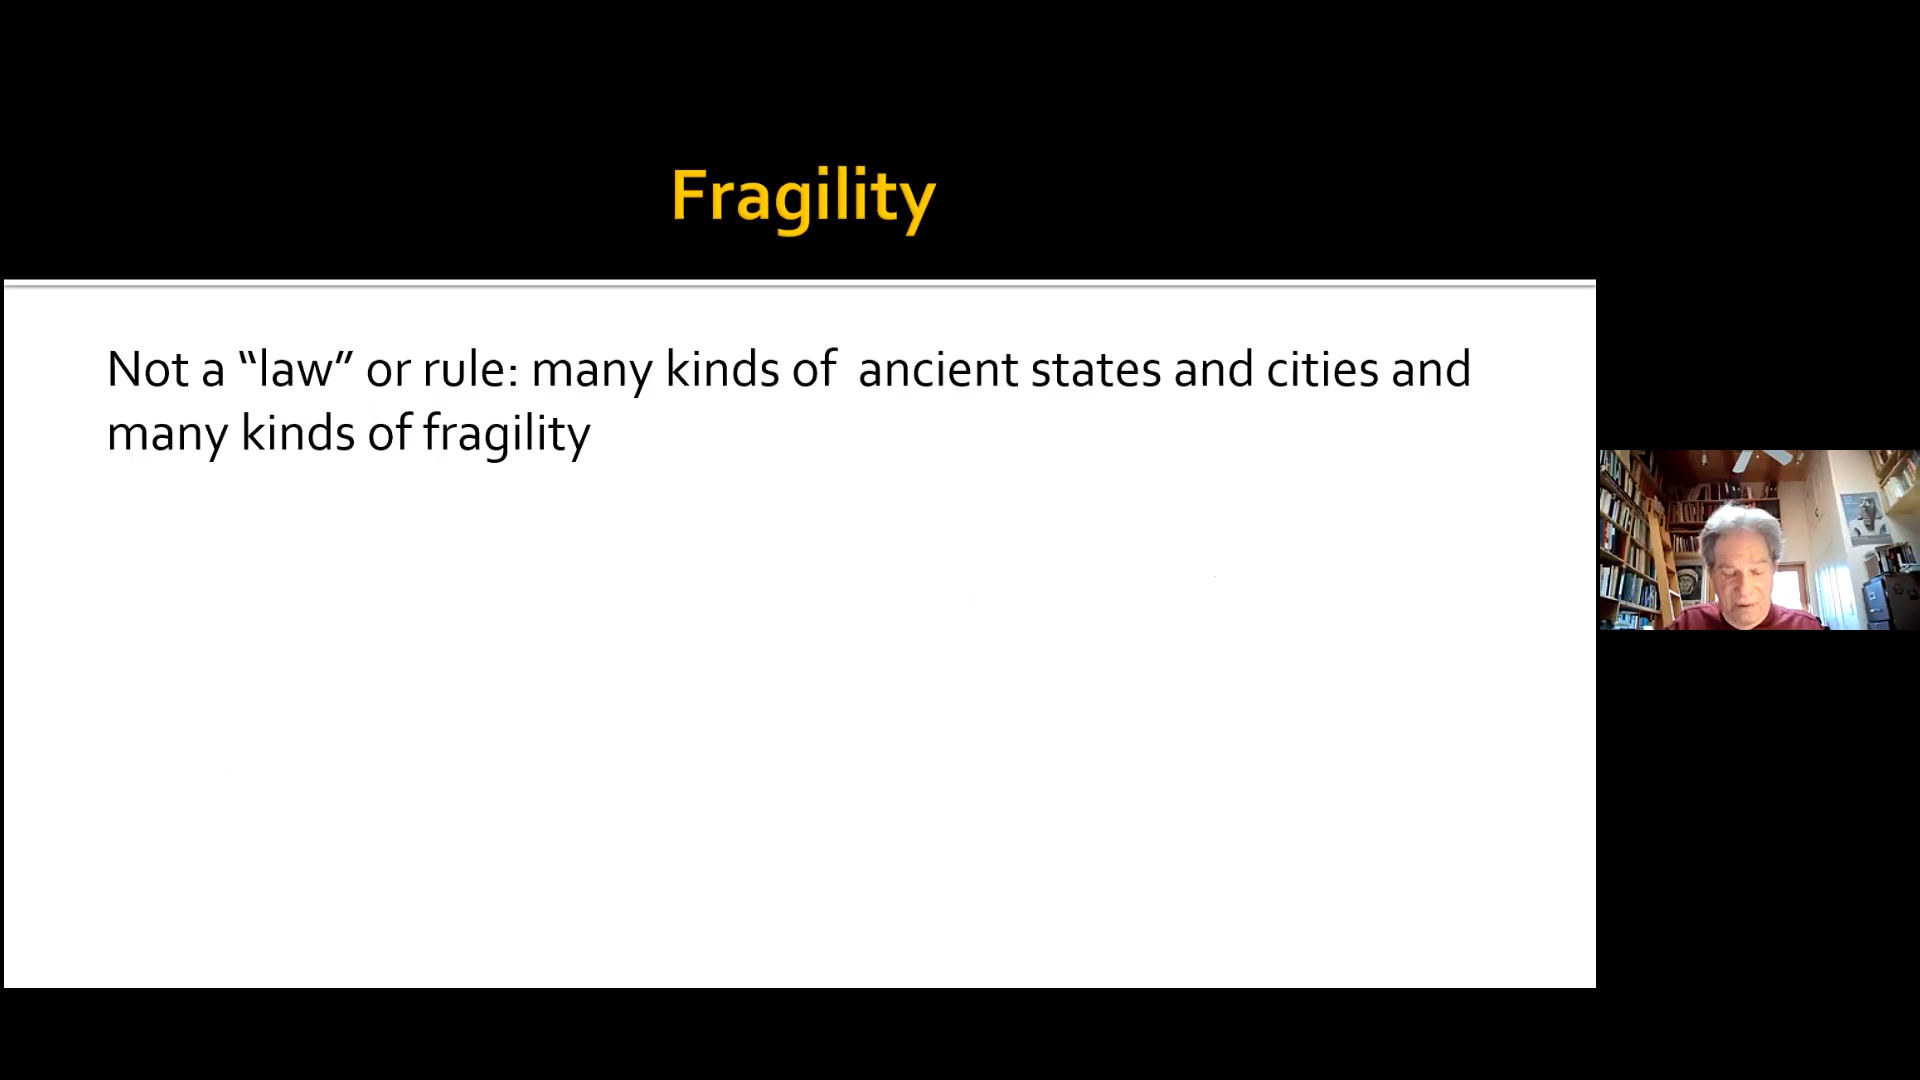 Fragility
Not a “law” or rule: many kinds of  ancient states and cities and
many kinds of fragility